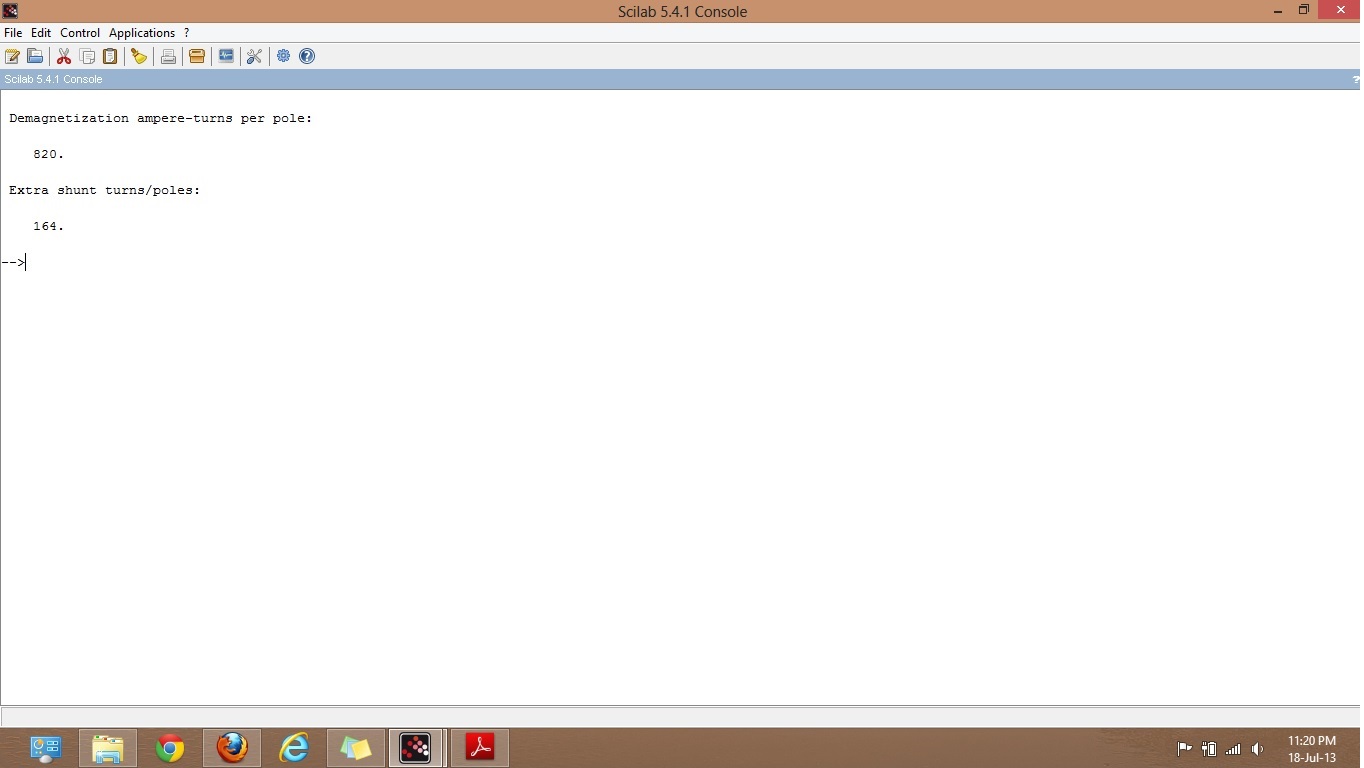 Scilab 5.4.1 Console
File Edit Control Applications ?
Scilab 5.4.1 Console ?
Demagnetization ampere-turns per pole:
820.
Extra shunt turns/poles:
164.
-->
11:20 PM
18-Jul-13